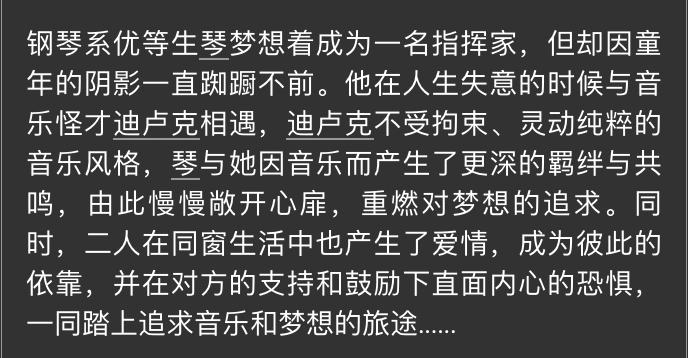 钢琴系优等生琴梦想着成为一名指挥家，但却因童
年的阴影一直踟蹰不前。他在人生失意的时候与音
乐怪才迪卢克相遇，迪卢克不受拘束、灵动纯粹的
音乐风格，琴与她因音乐而产生了更深的羁绊与共
鸣，由此慢慢敞开心扉，重燃对梦想的追求。同
时，二人在同窗生活中也产生了爱情，成为彼此的
依靠，并在对方的支持和鼓励下直面内心的恐惧，
一同踏上追求音乐和梦想的旅途......